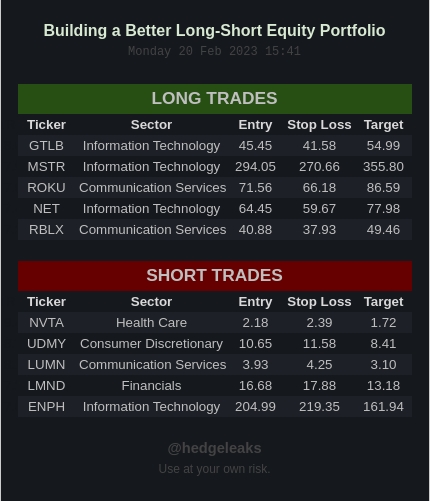 Building a Better Long-Short Equity Portfolio
Monday 20 Feb 2023 15:41
LONG TRADES
Ticker Sector Entry Stop Loss Target
GTLB Information Technology 45.45 41.58 54.99
MSTR Information Technology 294.05 270.66 355.80
ROKU Communication Services 71.56 66.18 86.59
NET Information Technology 64.45 59.67 77.98
RBLX Communication Services 40.88 37.93 49.46
SHORT TRADES
Ticker Sector Entry Stop Loss Target
NVTA Health Care 2.18 2.39 1.72
UDMY Consumer Discretionary 10.65 11.58 8.41
LUMN Communication Services 3.93 4.25 3.10
LMND Financials 16.68 17.88 13.18
ENPH Information Technology 204.99 219.35 161.94
@hedgeleaks
Use at your own risk.